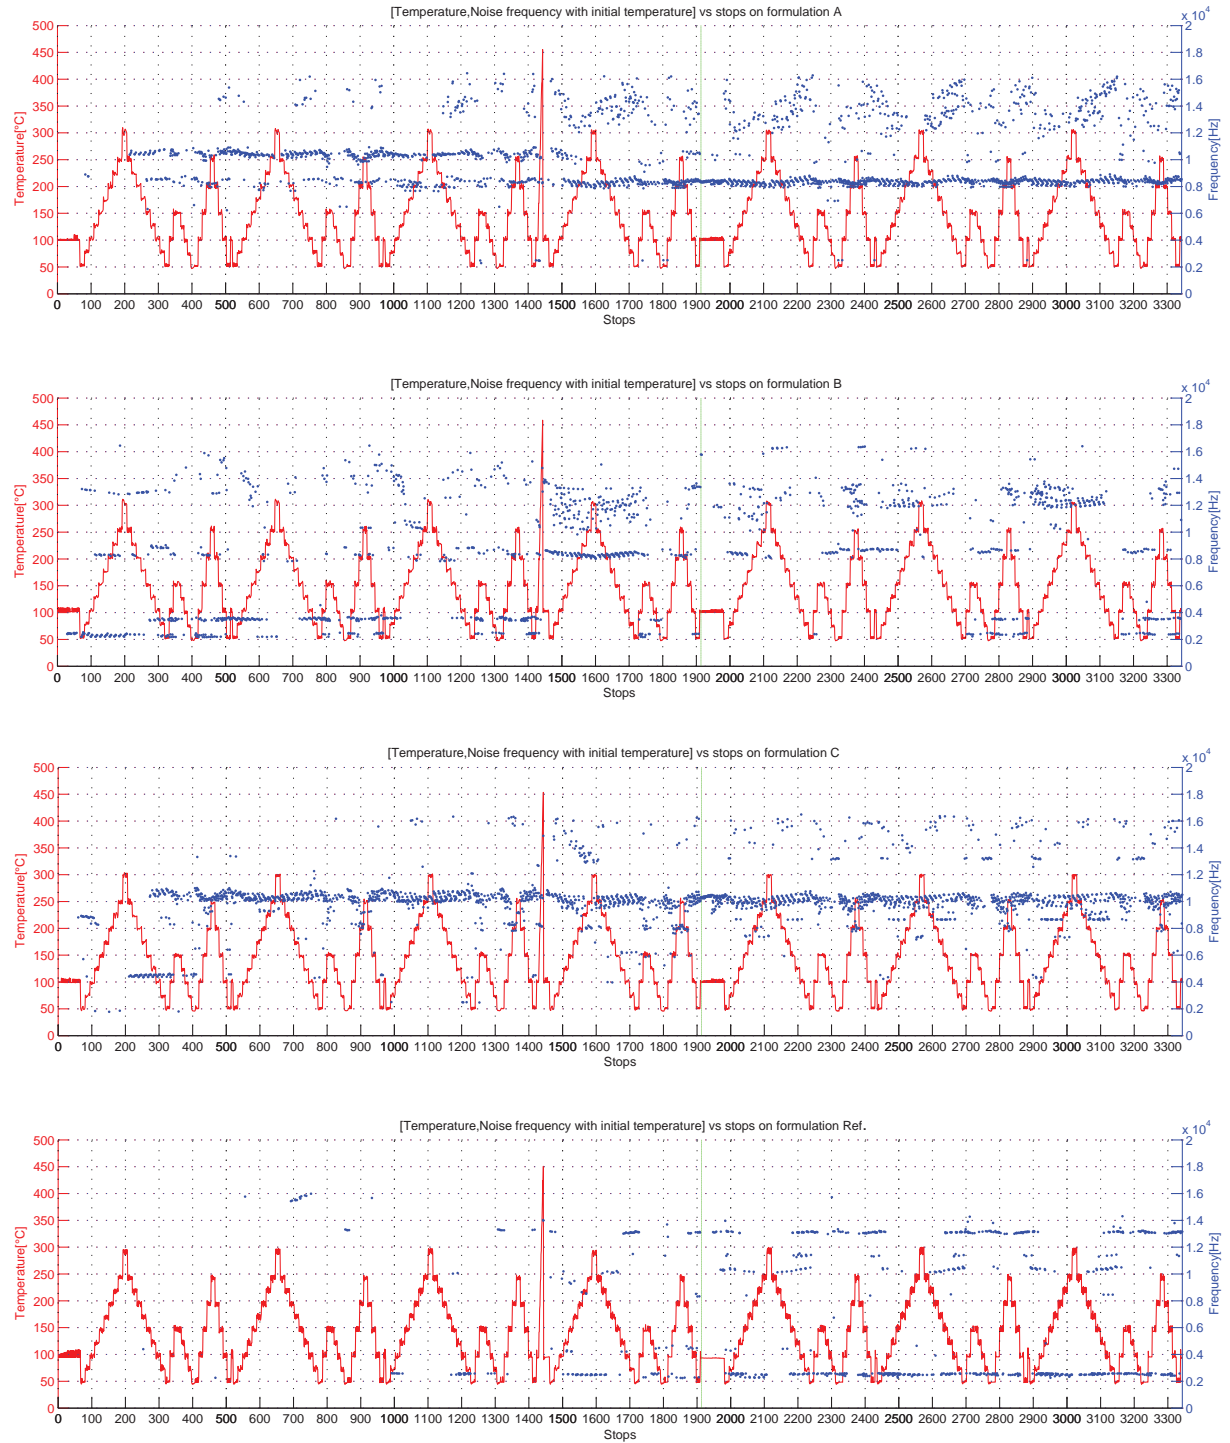 [Temperature,Noise frequency with initial temperature] vs stops on formulation A
x 10^4
500 450 400 350 300 250 200 150 100 50 0
Temperature[°C]
2 1.8 1.6 1.4 1.2 1 0.8 0.6 0.4 0.2 0
Frequency[Hz]
0 100 200 300 400 500 600 700 800 900 1000 1100 1200 1300 1400 1500 1600 1700 1800 1900 2000 2100 2200 2300 2400 2500 2600 2700 2800 2900 3000 3100 3200 3300
Stops
[Temperature,Noise frequency with initial temperature] vs stops on formulation B
x 10^4
500 450 400 350 300 250 200 150 100 50 0
Temperature[°C]
2 1.8 1.6 1.4 1.2 1 0.8 0.6 0.4 0.2 0
Frequency[Hz]
0 100 200 300 400 500 600 700 800 900 1000 1100 1200 1300 1400 1500 1600 1700 1800 1900 2000 2100 2200 2300 2400 2500 2600 2700 2800 2900 3000 3100 3200 3300
Stops
[Temperature,Noise frequency with initial temperature] vs stops on formulation C
x 10^4
500 450 400 350 300 250 200 150 100 50 0
Temperature[°C]
2 1.8 1.6 1.4 1.2 1 0.8 0.6 0.4 0.2 0
Frequency[Hz]
0 100 200 300 400 500 600 700 800 900 1000 1100 1200 1300 1400 1500 1600 1700 1800 1900 2000 2100 2200 2300 2400 2500 2600 2700 2800 2900 3000 3100 3200 3300
Stops
[Temperature,Noise frequency with initial temperature] vs stops on formulation Ref.
x 10^4
500 450 400 350 300 250 200 150 100 50 0
Temperature[°C]
2 1.8 1.6 1.4 1.2 1 0.8 0.6 0.4 0.2 0
Frequency[Hz]
0 100 200 300 400 500 600 700 800 900 1000 1100 1200 1300 1400 1500 1600 1700 1800 1900 2000 2100 2200 2300 2400 2500 2600 2700 2800 2900 3000 3100 3200 3300
Stops